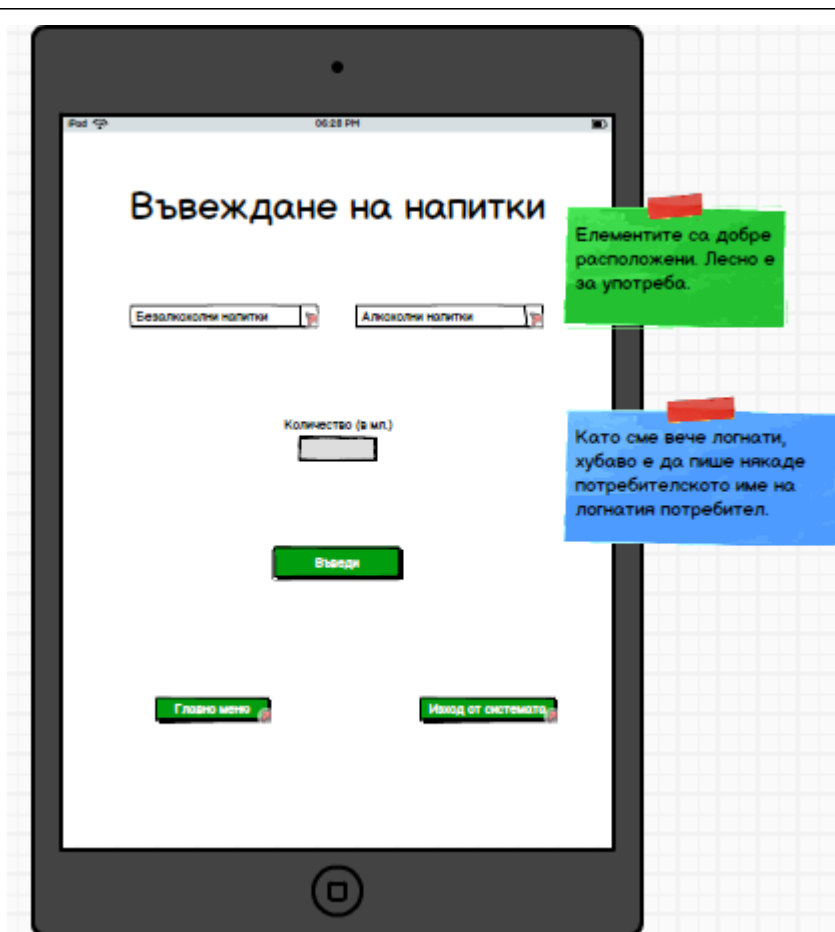 iPad
06:28 PM
Въвеждане на напитки
Елементите са добре
разположени. Лесно е
за употреба.
Безалкохолни напитки
Алкохолни напитки
Количество (в мл.)
Като сме вече логнати,
хубаво е да пише някаде
потребителското име на
логнатия потребител.
Въведи
Главно меню
Изход от системата